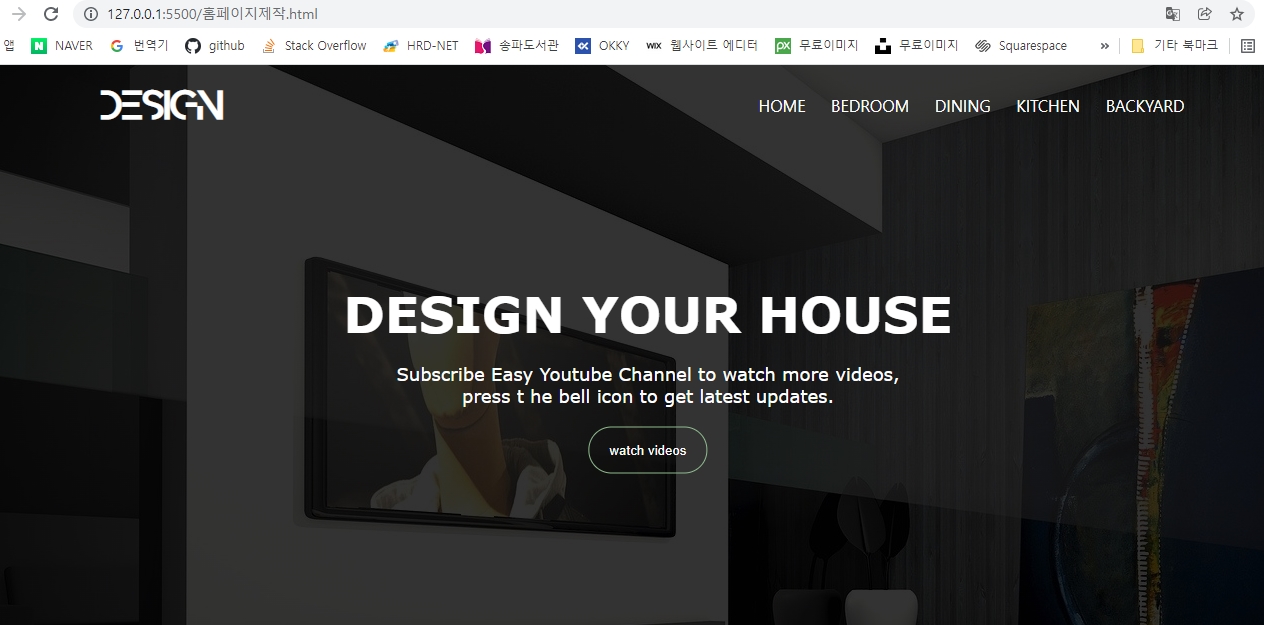 127.0.0.1:5500/홈페이지제작.html
앱 NAVER 번역기 github Stack Overflow HRD-NET 송파도서관 OKKY WIX 웹사이트 에디터 px 무료이미지 무료이미지 Squarespace » 기타 북마크
DESIGN HOME BEDROOM DINING KITCHEN BACKYARD
DESIGN YOUR HOUSE
Subscribe Easy Youtube Channel to watch more videos,
press t he bell icon to get latest updates.
watch videos